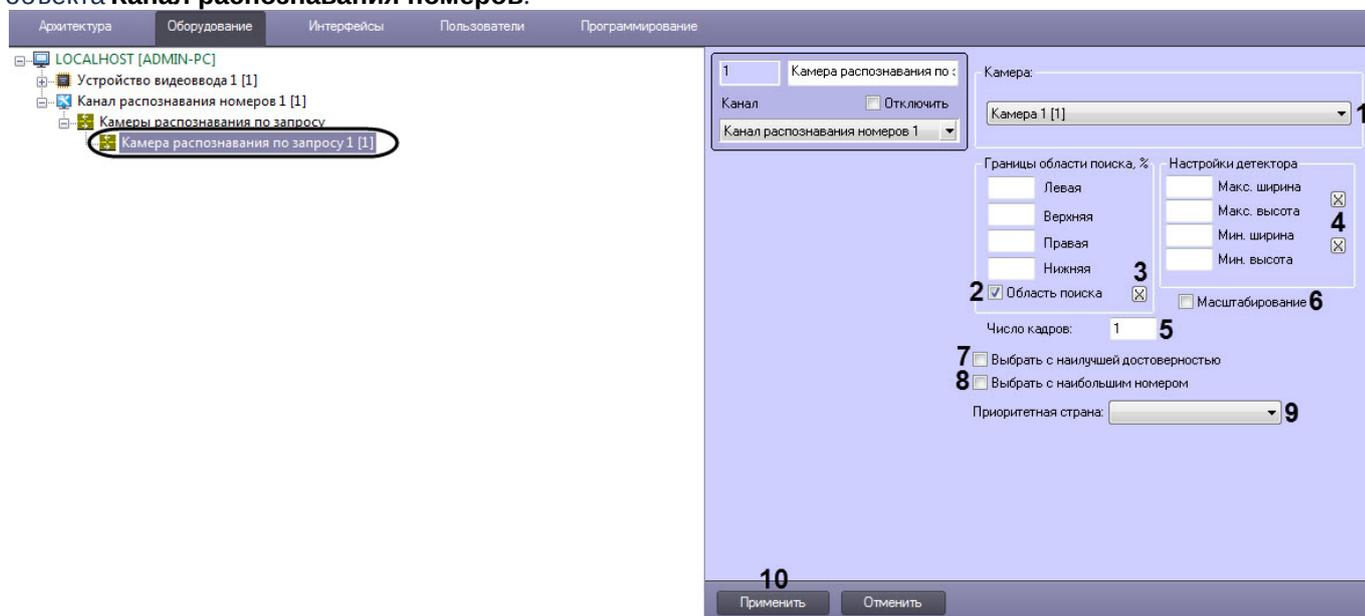 объекта Канал распознавания номеров.
Архитектура Оборудование Интерфейсы Пользователи Программирование
LOCALHOST [ADMIN-PC]
Устройство видеоввода 1 [1]
Канал распознавания номеров 1 [1]
Камеры распознавания по запросу
Камера распознавания по запросу 1 [1]
1 Камера распознавания по з
Канал Отключить
Канал распознавания номеров 1
Камера:
Камера 1 [1] 1
Границы области поиска, %
Левая
Верхняя
Правая
Нижняя 3
2 Область поиска
Настройки детектора
Макс. ширина
Макс. высота 4
Мин. ширина
Мин. высота
Масштабирование 6
Число кадров: 1 5
7 Выбрать с наилучшей достоверностью
8 Выбрать с наибольшим номером
Приоритетная страна: 9
10
Применить Отменить